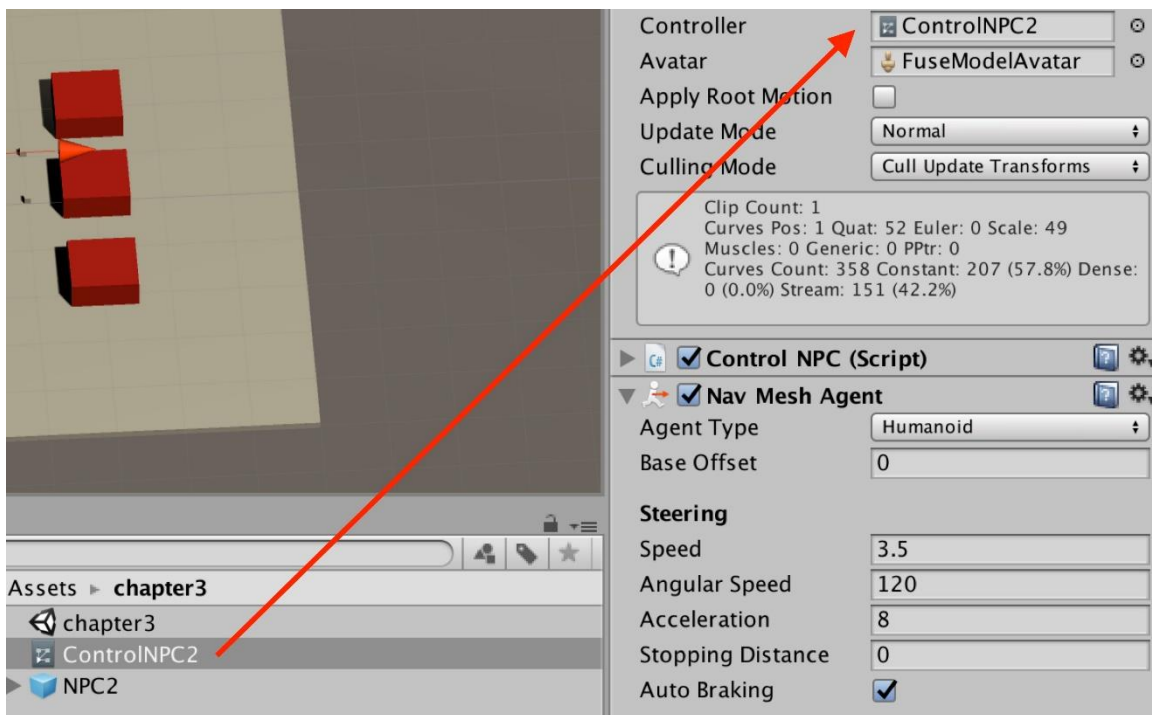 Controller ControlNPC2
Avatar FuseModelAvatar
Apply Root Motion
Update Mode Normal
Culling Mode Cull Update Transforms
Clip Count: 1
Curves Pos: 1 Quat: 52 Euler: 0 Scale: 49
Muscles: 0 Generic: 0 PPtr: 0
Curves Count: 358 Constant: 207 (57.8%) Dense:
0 (0.0%) Stream: 151 (42.2%)
C# Control NPC (Script)
Nav Mesh Agent
Agent Type Humanoid
Base Offset 0
Steering
Speed 3.5
Angular Speed 120
Acceleration 8
Stopping Distance 0
Auto Braking
Assets chapter3
chapter3
ControlNPC2
NPC2